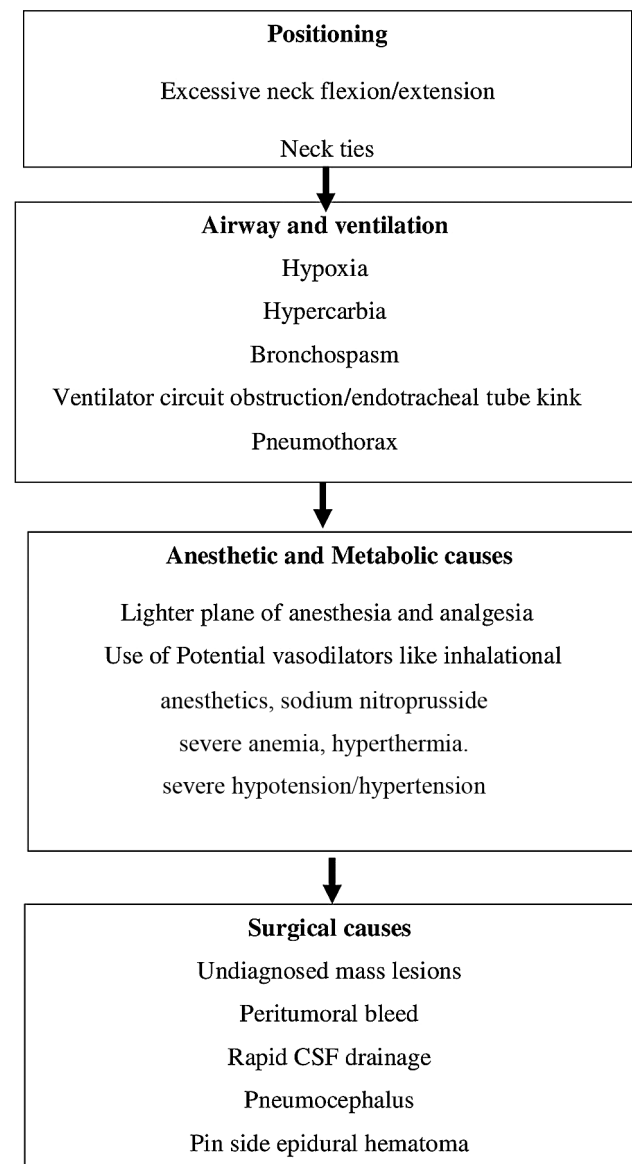 Positioning
Excessive neck flexion/extension
Neck ties
Airway and ventilation
Hypoxia
Hypercarbia
Bronchospasm
Ventilator circuit obstruction/endotracheal tube kink
Pneumothorax
Anesthetic and Metabolic causes
Lighter plane of anesthesia and analgesia
Use of Potential vasodilators like inhalational
anesthetics, sodium nitroprusside
severe anemia, hyperthermia.
severe hypotension/hypertension
Surgical causes
Undiagnosed mass lesions
Peritumoral bleed
Rapid CSF drainage
Pneumocephalus
Pin side epidural hematoma